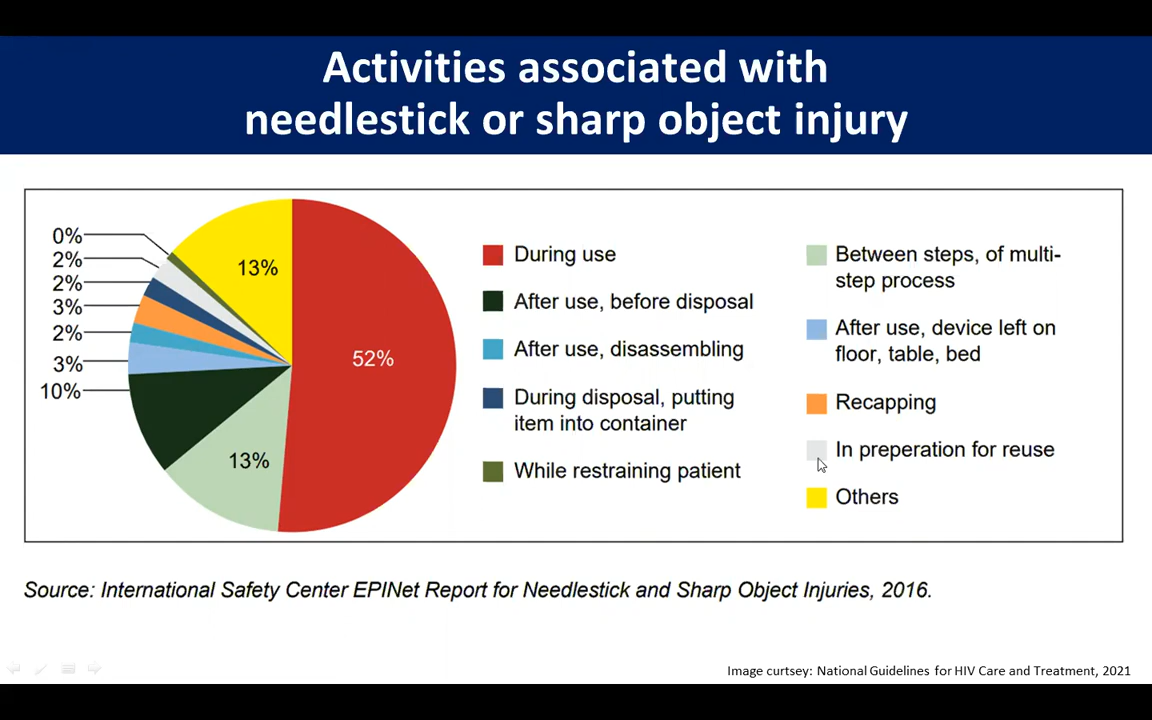 Activities associated with
needlestick or sharp object injury
0%
2%
2%
3%
2%
3%
10%
13%
52%
13%
During use
After use, before disposal
After use, disassembling
During disposal, putting
item into container
While restraining patient
Between steps, of multi-
step process
After use, device left on
floor, table, bed
Recapping
In preperation for reuse
Others
Source: International Safety Center EPINet Report for Needlestick and Sharp Object Injuries, 2016.
Image curtsey: National Guidelines for HIV Care and Treatment, 2021